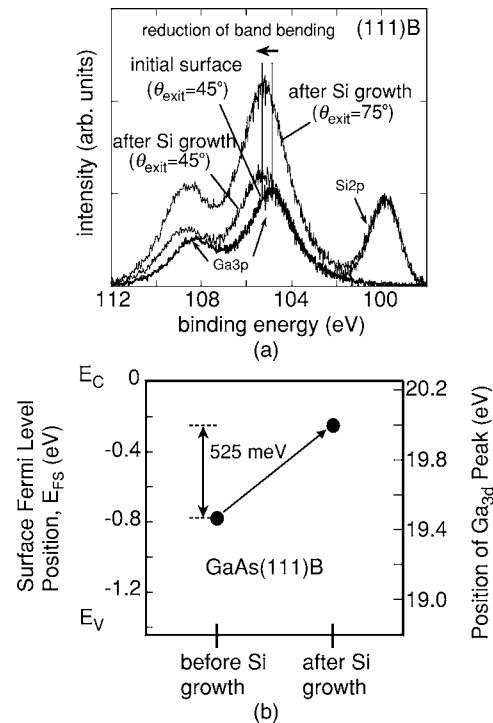 (111)B
reduction of band bending
initial surface
(θexit=45°)
after Si growth
(θexit=75°)
after Si growth
(θexit=45°)
Si2p
Ga3p
intensity (arb. units)
112 108 104 100
binding energy (eV)
(a)
EC 0
-0.4
-0.8
-1.2
EV
20.2
19.8
19.4
19.0
525 meV
GaAs(111)B
Surface Fermi Level
Position, EFS (eV)
Position of Ga3d Peak (eV)
before Si
growth
after Si
growth
(b)